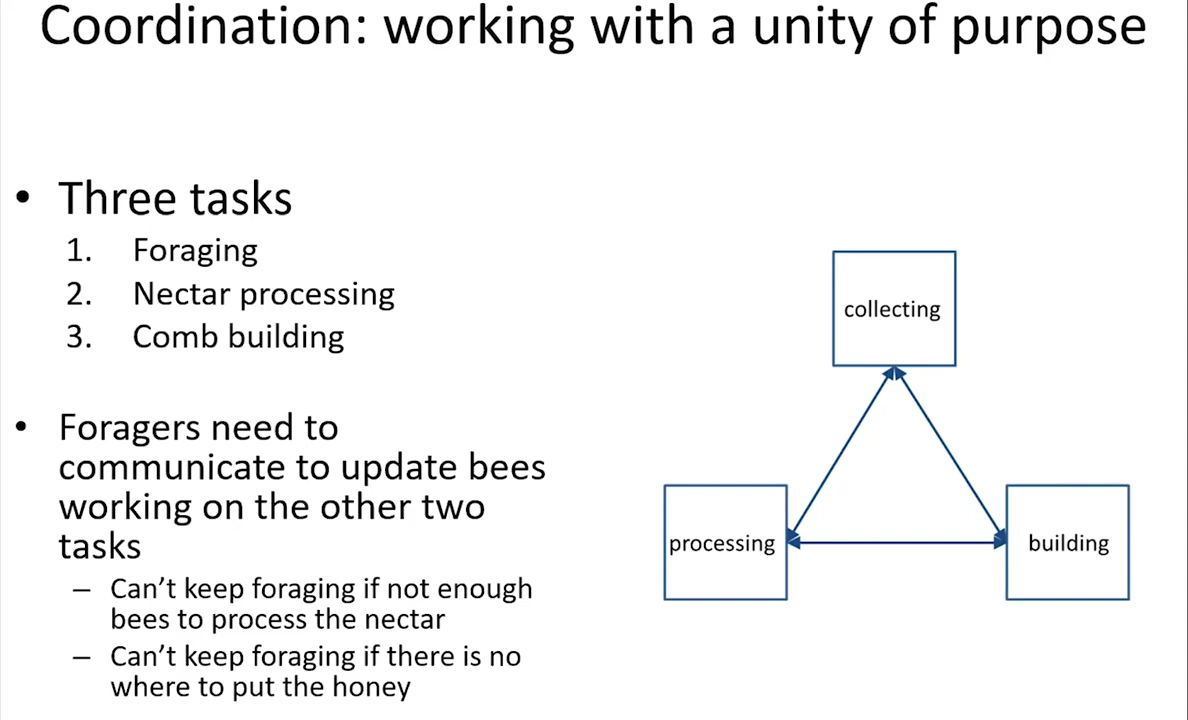 Coordination: working with a unity of purpose
• Three tasks
1. Foraging
2. Nectar processing
3. Comb building
• Foragers need to
communicate to update bees
working on the other two
tasks
– Can’t keep foraging if not enough
bees to process the nectar
– Can’t keep foraging if there is no
where to put the honey
collecting
processing
building